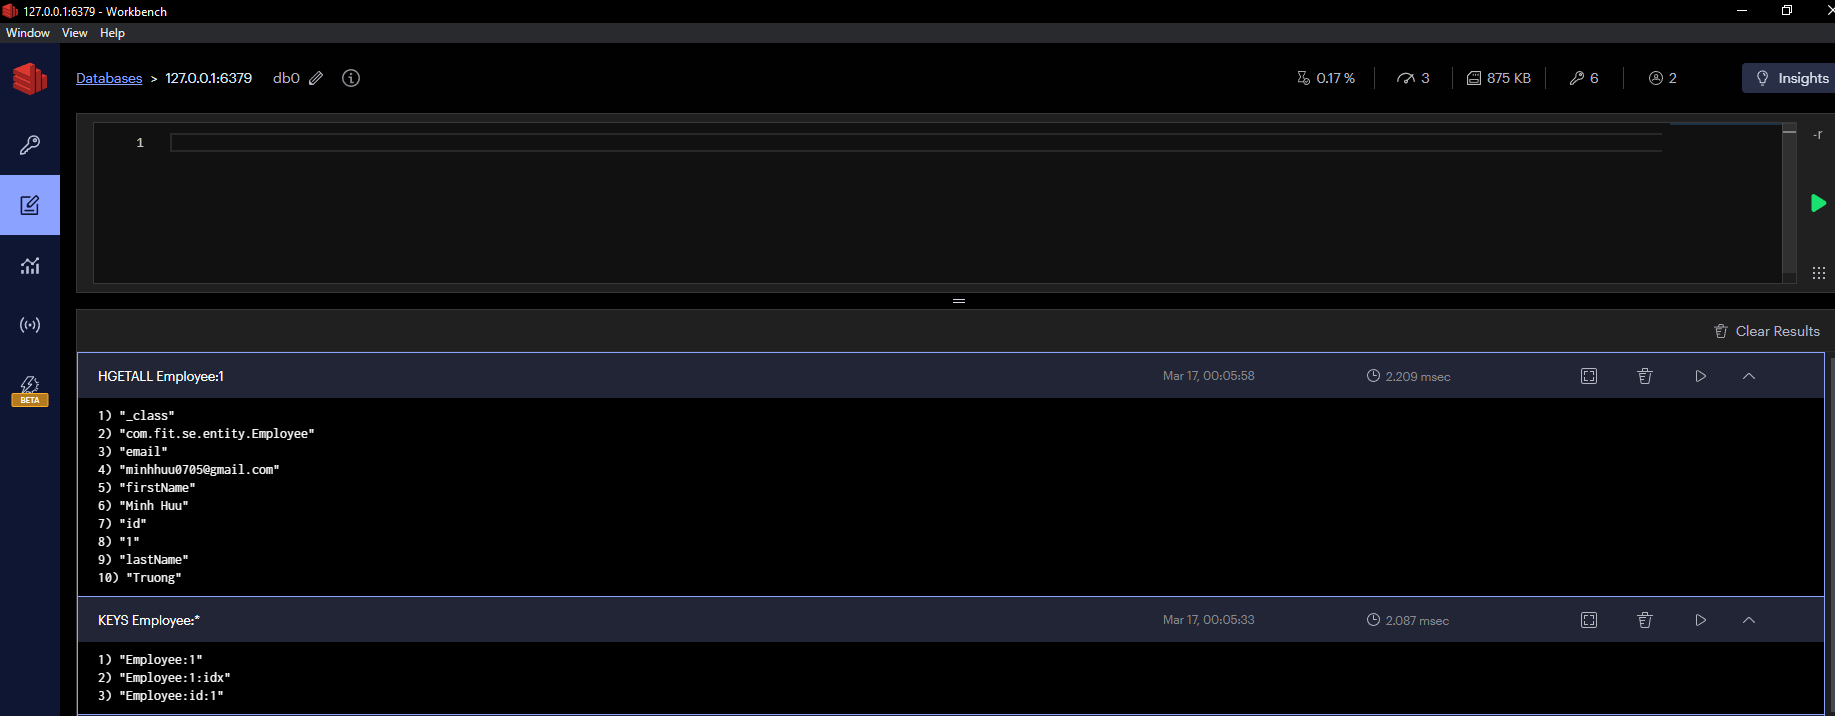 127.0.0.1:6379 - Workbench
Window View Help
Databases > 127.0.0.1:6379 db0 0.17 % 3 875 KB 6 2 Insights
1
-r
Clear Results
HGETALL Employee:1 Mar 17, 00:05:58 2.209 msec
1) "_class"
2) "com.fit.se.entity.Employee"
3) "email"
4) "minhhuu0705@gmail.com"
5) "firstName"
6) "Minh Huu"
7) "id"
8) "1"
9) "lastName"
10) "Truong"
BETA
KEYS Employee:* Mar 17, 00:05:33 2.087 msec
1) "Employee:1"
2) "Employee:1:idx"
3) "Employee:id:1"